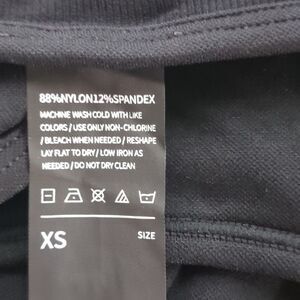 88%NYLON12%SPANDEX
MACHINE WASH COLD WITH LIKE
COLORS / USE ONLY NON-CHLORINE
/ BLEACH WHEN NEEDED / RESHAPE
LAY FLAT TO DRY / LOW IRON AS
NEEDED / DO NOT DRY CLEAN
XS SIZE